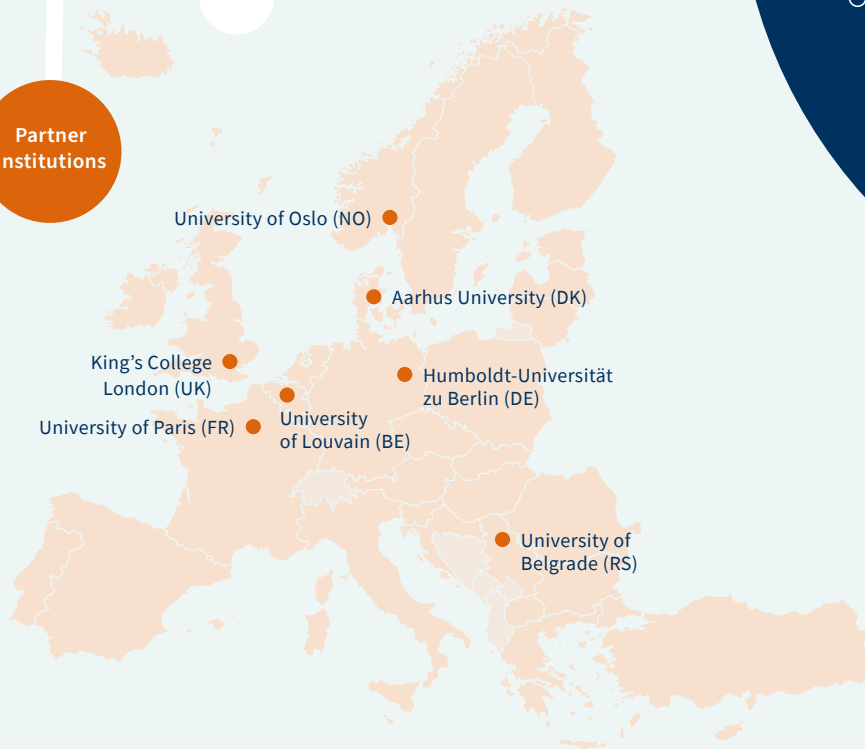 Partner
nstitutions
University of Oslo (NO)
Aarhus University (DK)
King’s College
London (UK)
Humboldt-Universität
zu Berlin (DE)
University of Paris (FR)
University
of Louvain (BE)
University of
Belgrade (RS)